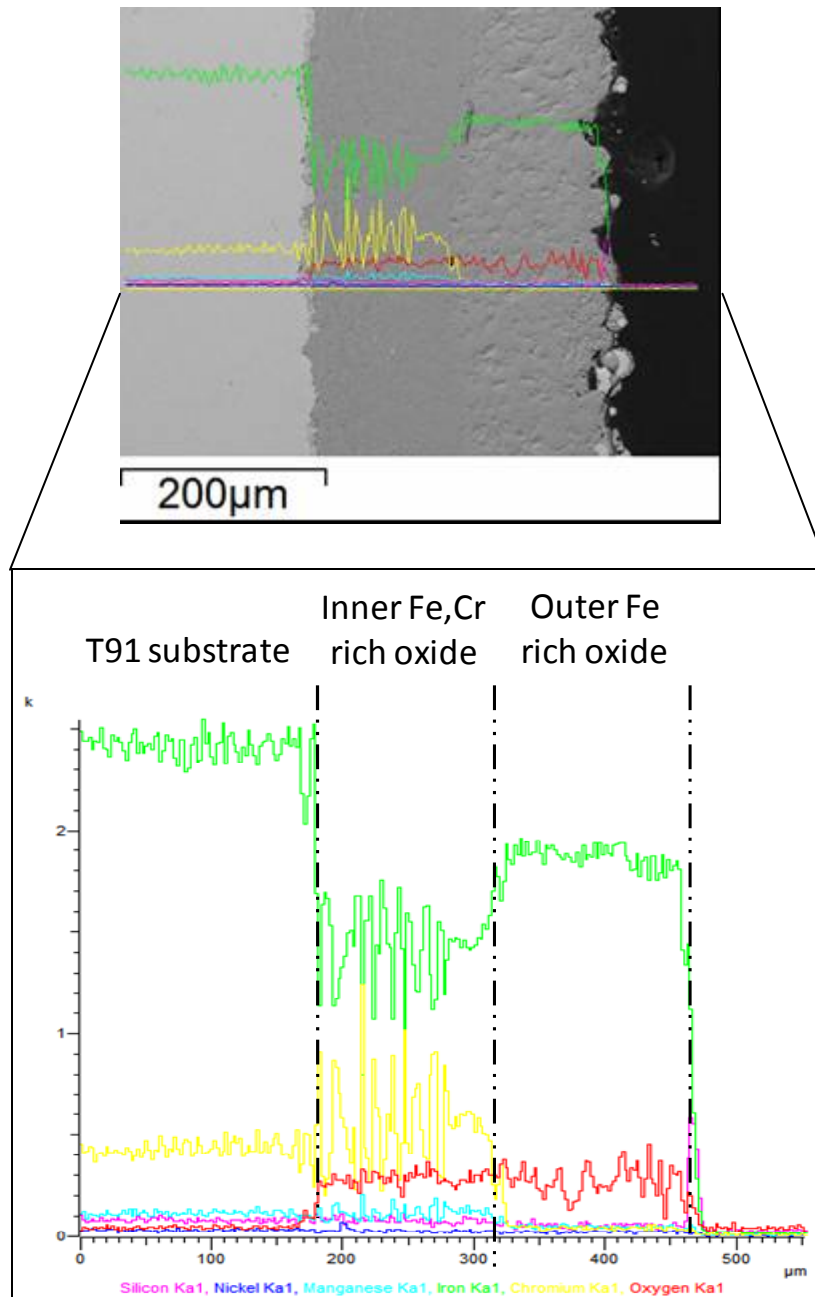 200µm
T91 substrate
Inner Fe,Cr
rich oxide
Outer Fe
rich oxide
k
2
1
0
0 100 200 300 400 500 µm
Silicon Ka1, Nickel Ka1, Manganese Ka1, Iron Ka1, Chromium Ka1, Oxygen Ka1